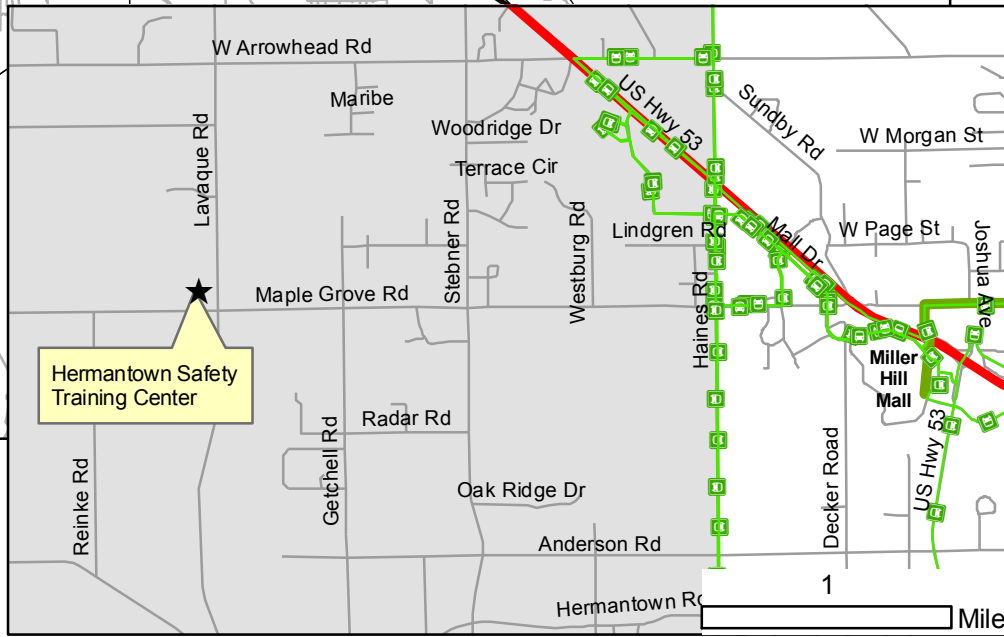 W Arrowhead Rd
US Hwy 53
Sundby Rd
Maribe
Woodridge Dr
W Morgan St
Lavaque Rd
Terrace Cir
Stebner Rd
Westburg Rd
Lindgren Rd
Mall Dr
W Page St
Joshua Ave
Maple Grove Rd
Haines Rd
Hermantown Safety
Training Center
Miller
Hill
Mall
Radar Rd
Getchell Rd
Reinke Rd
Oak Ridge Dr
Decker Road
US Hwy 53
Anderson Rd
Hermantown Rd
1
Mile